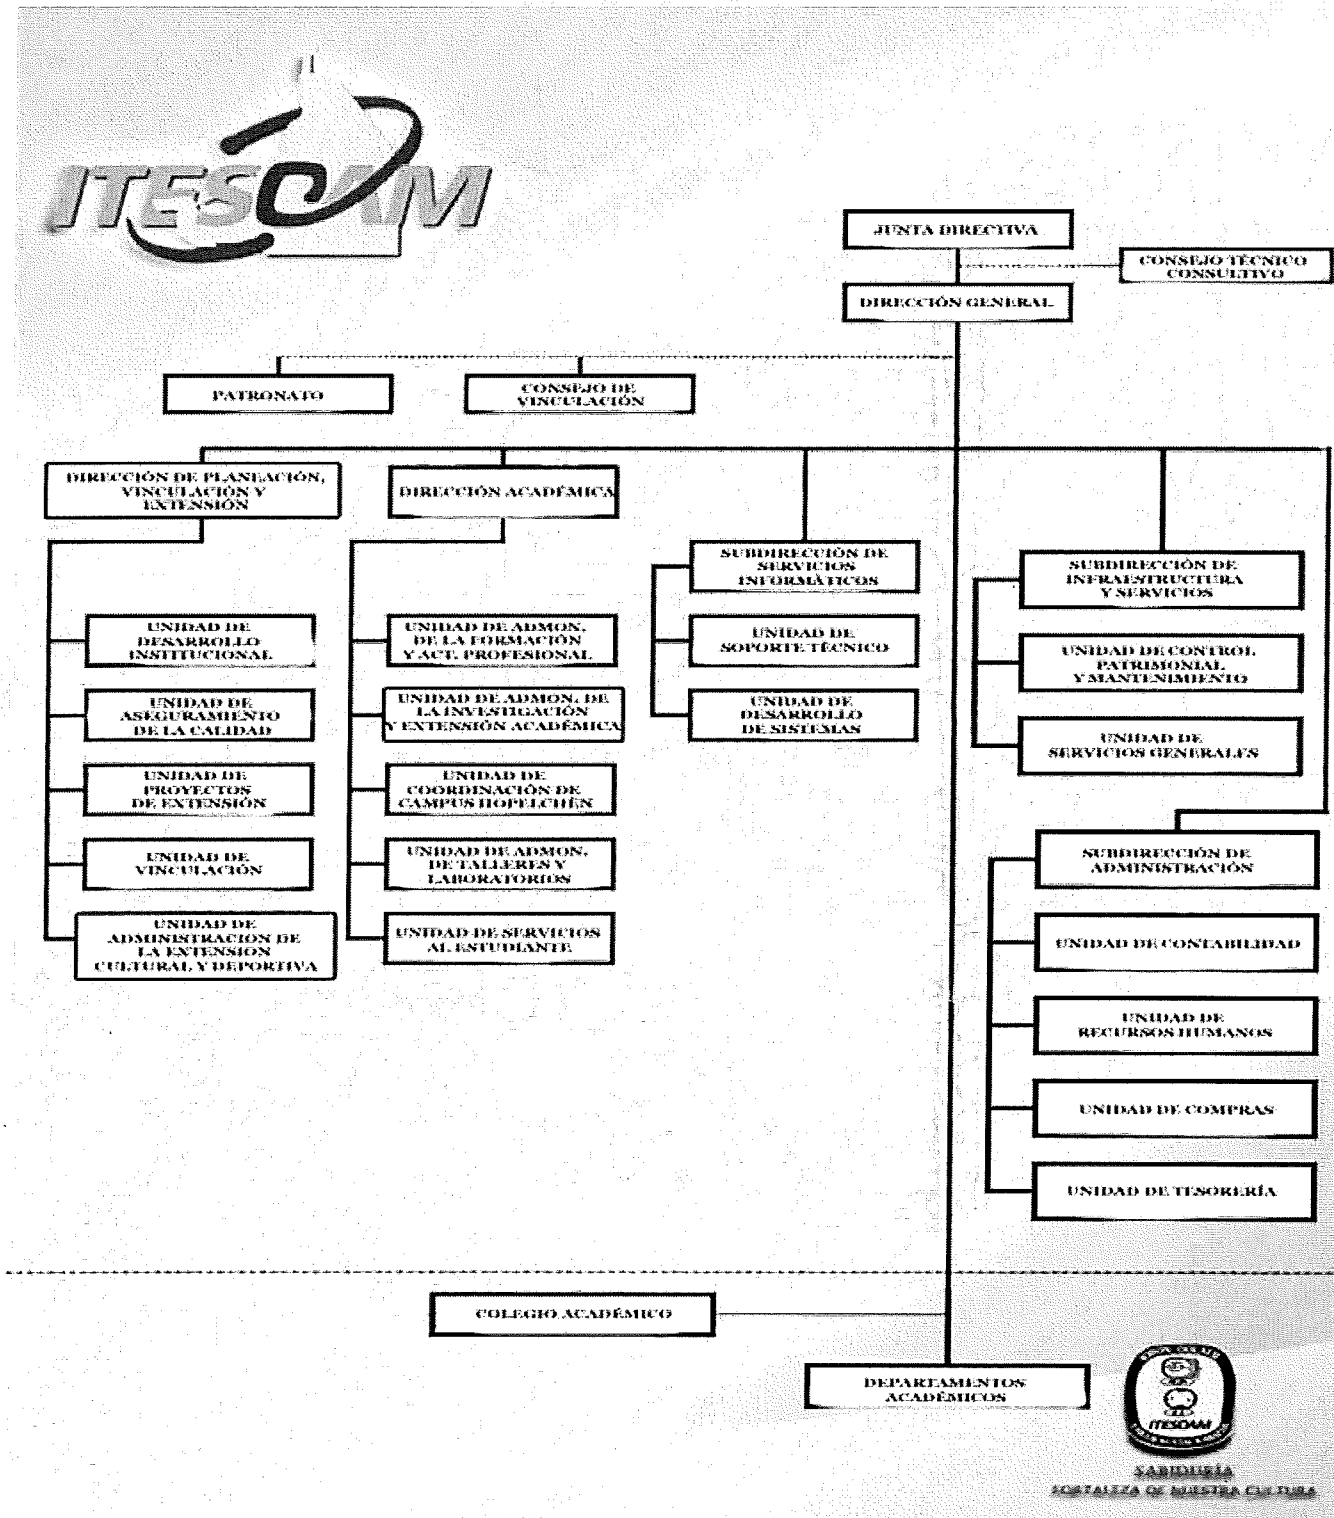 ITESCAM
JUNTA DIRECTIVA
CONSEJO TÉCNICO
CONSULTIVO
DIRECCIÓN GENERAL
PATRONATO
CONSEJO DE
VINCULACIÓN
DIRECCIÓN DE PLANEACIÓN,
VINCULACIÓN Y
EXTENSIÓN
DIRECCIÓN ACADÉMICA
SUBDIRECCIÓN DE
SERVICIOS
INFORMÁTICOS
SUBDIRECCIÓN DE
INFRAESTRUCTURA
Y SERVICIOS
UNIDAD DE
DESARROLLO
INSTITUCIONAL
UNIDAD DE ADMON.
DE LA FORMACIÓN
Y ACT. PROFESIONAL
UNIDAD DE
SOPORTE TÉCNICO
UNIDAD DE CONTROL
PATRIMONIAL
Y MANTENIMIENTO
UNIDAD DE
ASEGURAMIENTO
DE LA CALIDAD
UNIDAD DE ADMON. DE
LA INVESTIGACIÓN
Y EXTENSIÓN ACADÉMICA
UNIDAD DE
DESARROLLO
DE SISTEMAS
UNIDAD DE
SERVICIOS GENERALES
UNIDAD DE
PROYECTOS
DE EXTENSIÓN
UNIDAD DE
COORDINACIÓN DE
CAMPUS HOPELCHÉN
UNIDAD DE
VINCULACIÓN
UNIDAD DE ADMON.
DE TALLERES Y
LABORATORIOS
SUBDIRECCIÓN DE
ADMINISTRACIÓN
UNIDAD DE
ADMINISTRACION DE
LA EXTENSION
CULTURAL Y DEPORTIVA
UNIDAD DE SERVICIOS
AL ESTUDIANTE
UNIDAD DE CONTABILIDAD
UNIDAD DE
RECURSOS HUMANOS
UNIDAD DE COMPRAS
UNIDAD DE TESORERÍA
COLEGIO ACADÉMICO
DEPARTAMENTOS
ACADÉMICOS
ITESCAM
SABIDURÍA
FORTALEZA DE NUESTRA CULTURA